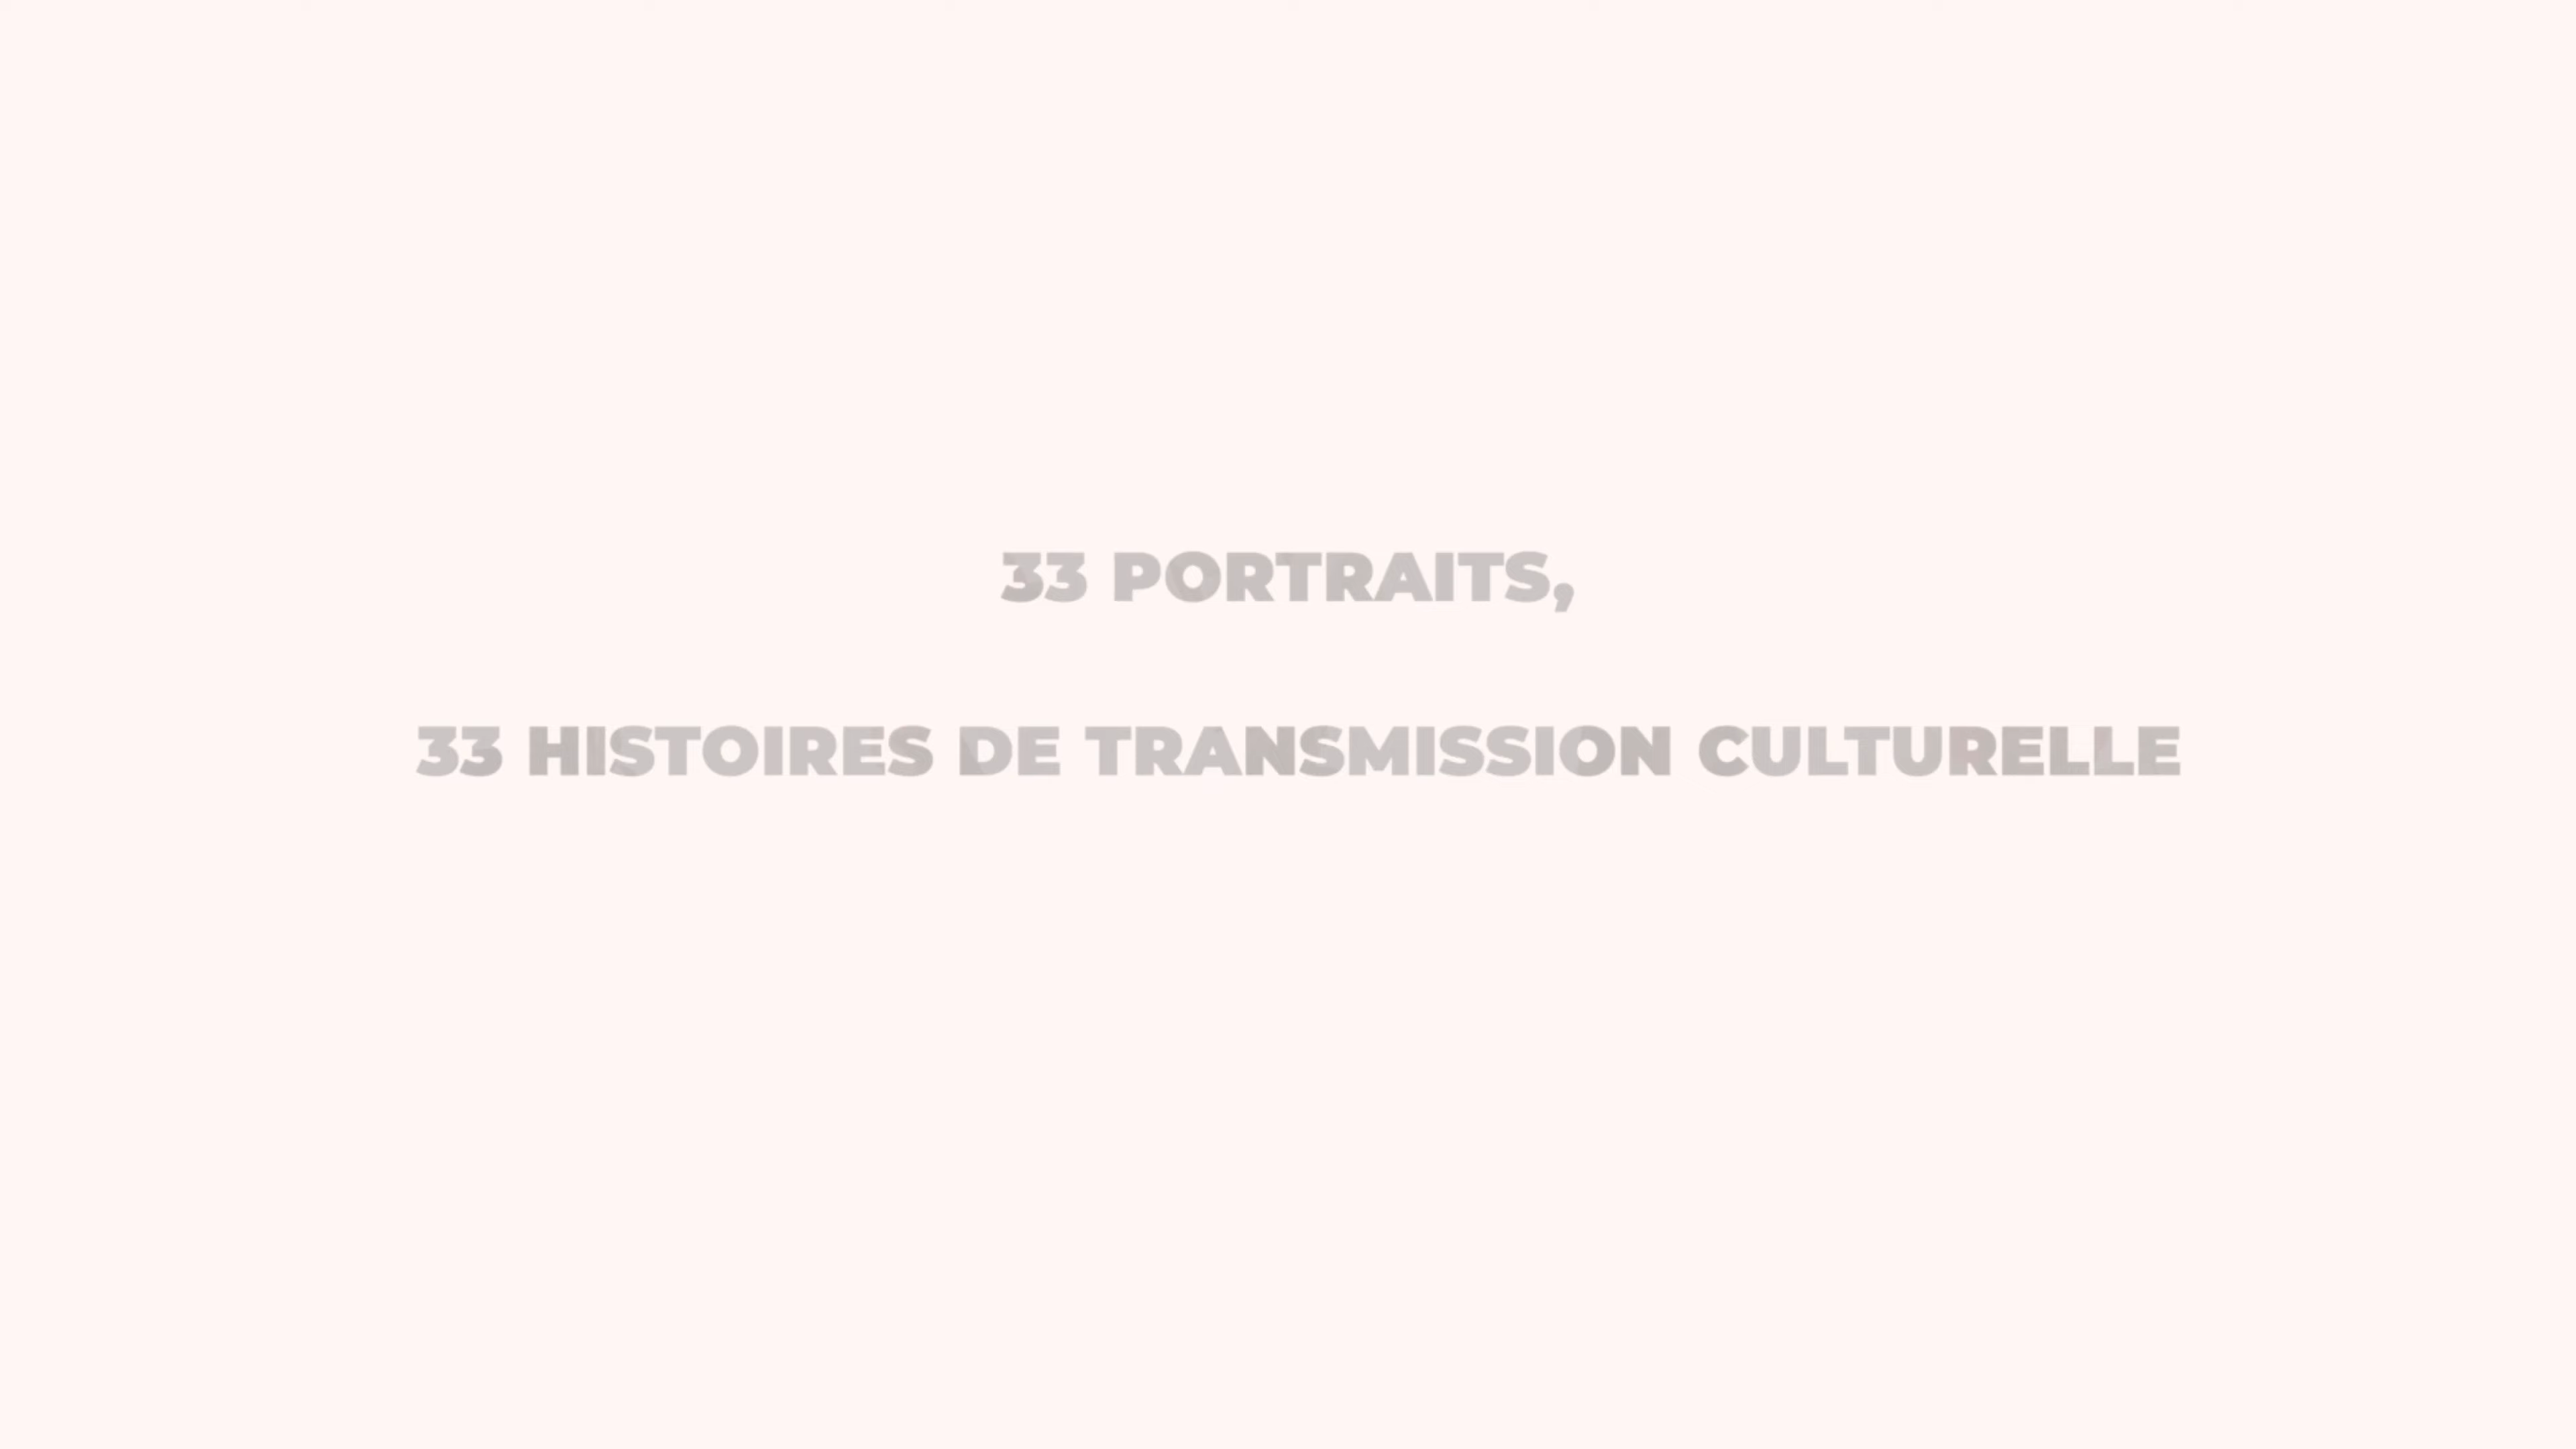 33 PORTRAITS,
33 HISTOIRES DE TRANSMISSION CULTURELLE